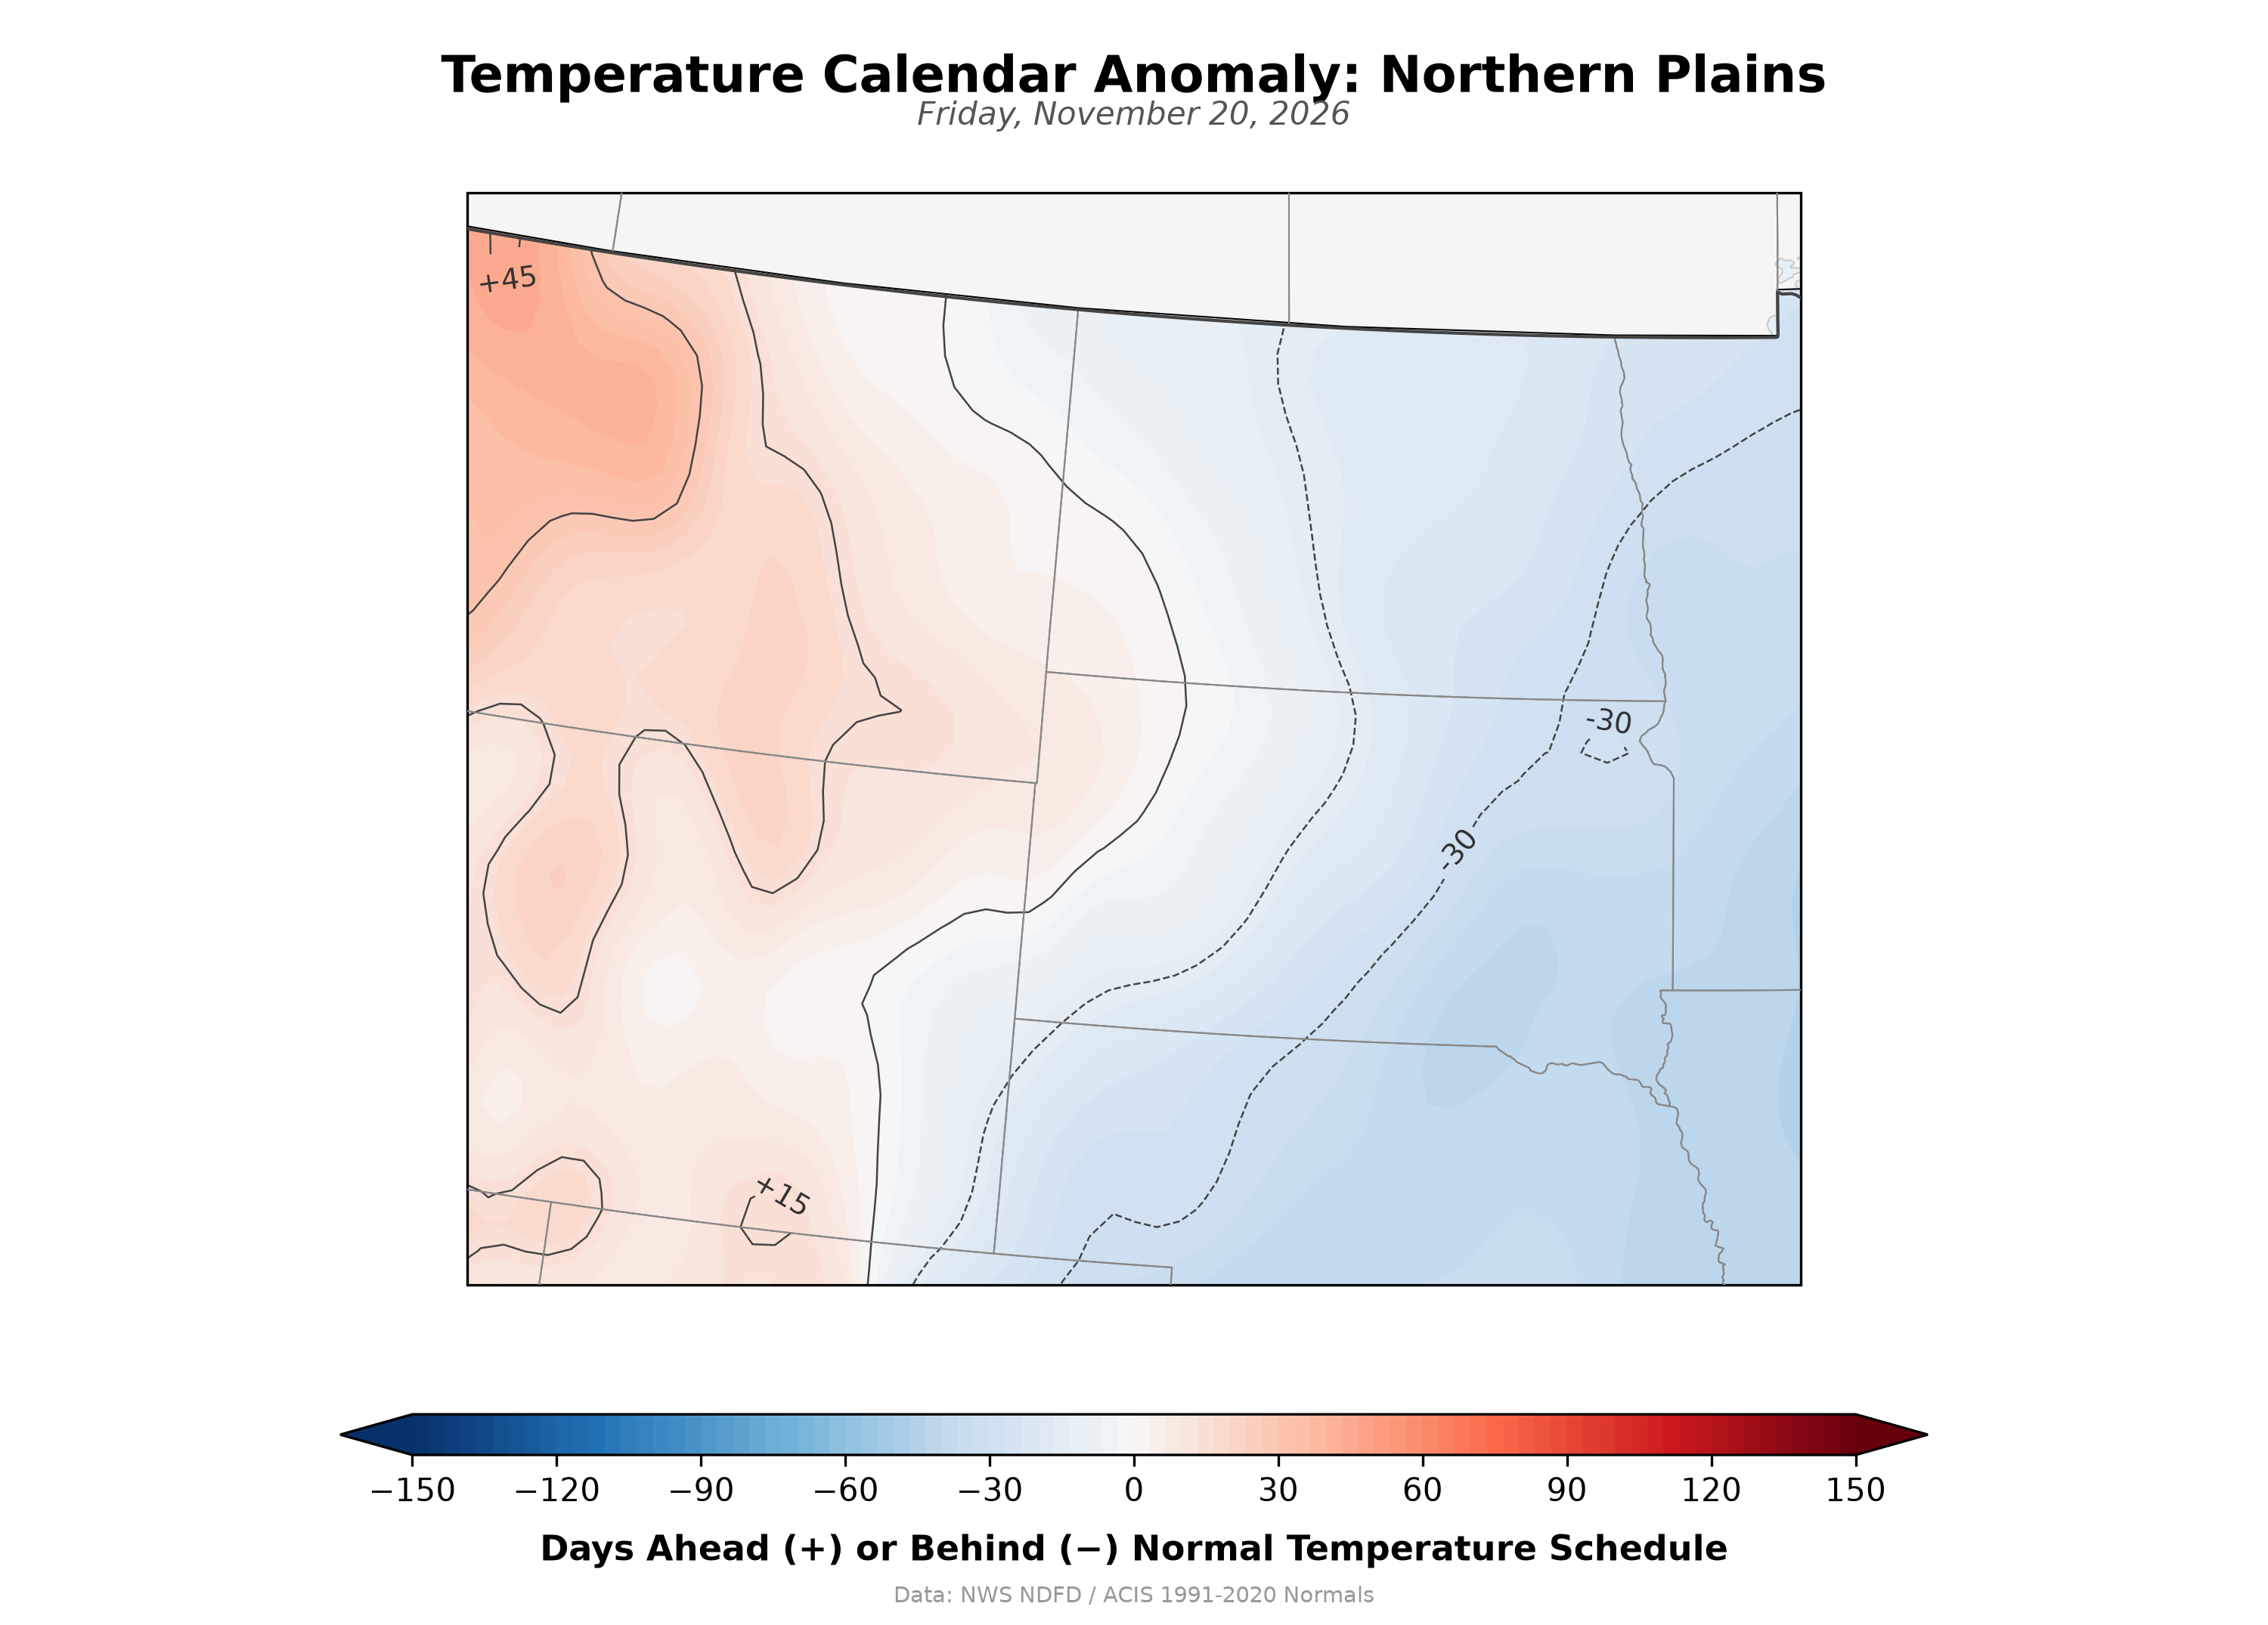 Temperature Calendar Anomaly: Northern Plains
Friday, November 20, 2026
+45
-30
-30
+15
−150 −120 −90 −60 −30 0 30 60 90 120 150
Days Ahead (+) or Behind (−) Normal Temperature Schedule
Data: NWS NDFD / ACIS 1991-2020 Normals